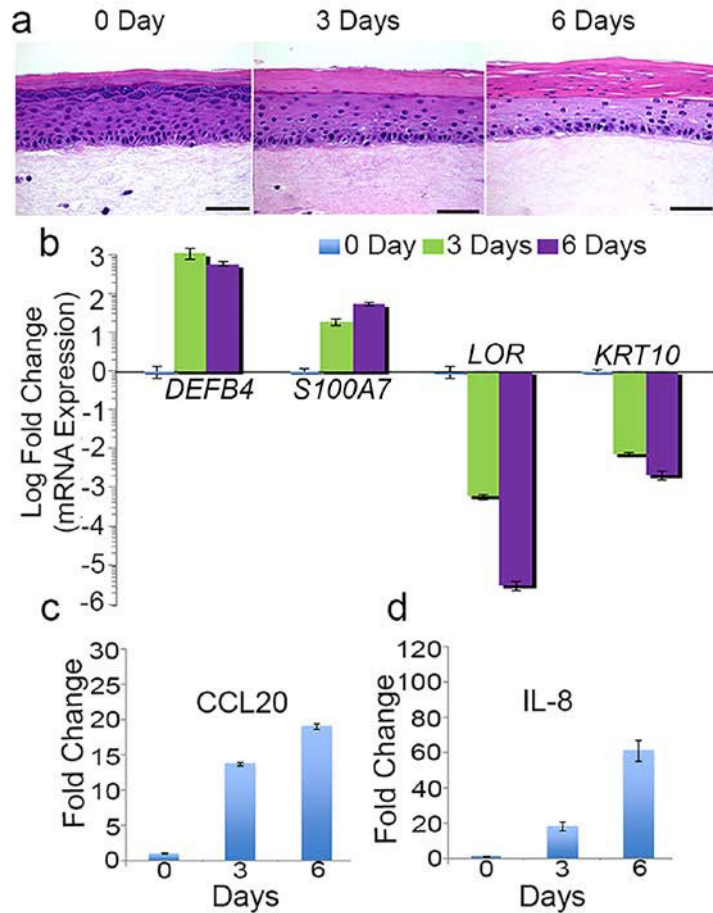 a
0 Day 3 Days 6 Days
b
0 Day 3 Days 6 Days
Log Fold Change
(mRNA Expression)
3
2
1
0
-1
-2
-3
-4
-5
-6
DEFB4 S100A7 LOR KRT10
c
Fold Change
30
25
20
15
10
5
0
CCL20
0 3 6
Days
d
Fold Change
120
100
80
60
40
20
0
IL-8
0 3 6
Days